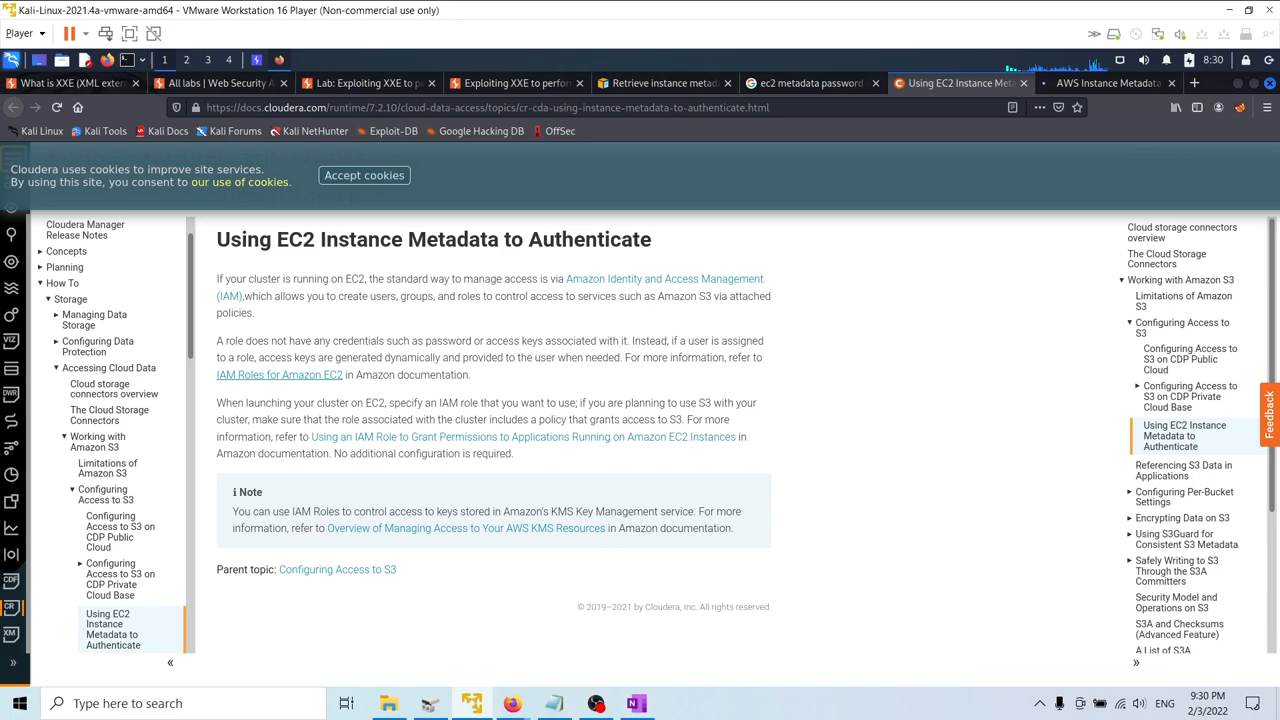 Kali-Linux-2021.4a-vmware-amd64 - VMware Workstation 16 Player (Non-commercial use only)
Player
1 2 3 4
8:30
What is XXE (XML extern
All labs | Web Security A
Lab: Exploiting XXE to pe
Exploiting XXE to perfor
Retrieve instance metad
ec2 metadata password
Using EC2 Instance Meta
AWS Instance Metadata
https://docs.cloudera.com/runtime/7.2.10/cloud-data-access/topics/cr-cda-using-instance-metadata-to-authenticate.html
Kali Linux
Kali Tools
Kali Docs
Kali Forums
Kali NetHunter
Exploit-DB
Google Hacking DB
OffSec
Cloudera uses cookies to improve site services.
By using this site, you consent to our use of cookies.
Accept cookies
VIZ
DWR
CDF
CR
XM
Cloudera Manager
Release Notes
Concepts
Planning
How To
Storage
Managing Data
Storage
Configuring Data
Protection
Accessing Cloud Data
Cloud storage
connectors overview
The Cloud Storage
Connectors
Working with
Amazon S3
Limitations of
Amazon S3
Configuring
Access to S3
Configuring
Access to S3 on
CDP Public
Cloud
Configuring
Access to S3 on
CDP Private
Cloud Base
Using EC2
Instance
Metadata to
Authenticate
«
Using EC2 Instance Metadata to Authenticate
If your cluster is running on EC2, the standard way to manage access is via Amazon Identity and Access Management
(IAM),which allows you to create users, groups, and roles to control access to services such as Amazon S3 via attached
policies.
A role does not have any credentials such as password or access keys associated with it. Instead, if a user is assigned
to a role, access keys are generated dynamically and provided to the user when needed. For more information, refer to
IAM Roles for Amazon EC2 in Amazon documentation.
When launching your cluster on EC2, specify an IAM role that you want to use; if you are planning to use S3 with your
cluster, make sure that the role associated with the cluster includes a policy that grants access to S3. For more
information, refer to Using an IAM Role to Grant Permissions to Applications Running on Amazon EC2 Instances in
Amazon documentation. No additional configuration is required.
Note
You can use IAM Roles to control access to keys stored in Amazon's KMS Key Management service. For more
information, refer to Overview of Managing Access to Your AWS KMS Resources in Amazon documentation.
Parent topic: Configuring Access to S3
© 2019–2021 by Cloudera, Inc. All rights reserved.
Cloud storage connectors
overview
The Cloud Storage
Connectors
Working with Amazon S3
Limitations of Amazon
S3
Configuring Access to
S3
Configuring Access to
S3 on CDP Public
Cloud
Configuring Access to
S3 on CDP Private
Cloud Base
Using EC2 Instance
Metadata to
Authenticate
Referencing S3 Data in
Applications
Configuring Per-Bucket
Settings
Encrypting Data on S3
Using S3Guard for
Consistent S3 Metadata
Safely Writing to S3
Through the S3A
Committers
Security Model and
Operations on S3
S3A and Checksums
(Advanced Feature)
A List of S3A
»
Feedback
Type here to search
ENG
9:30 PM
2/3/2022